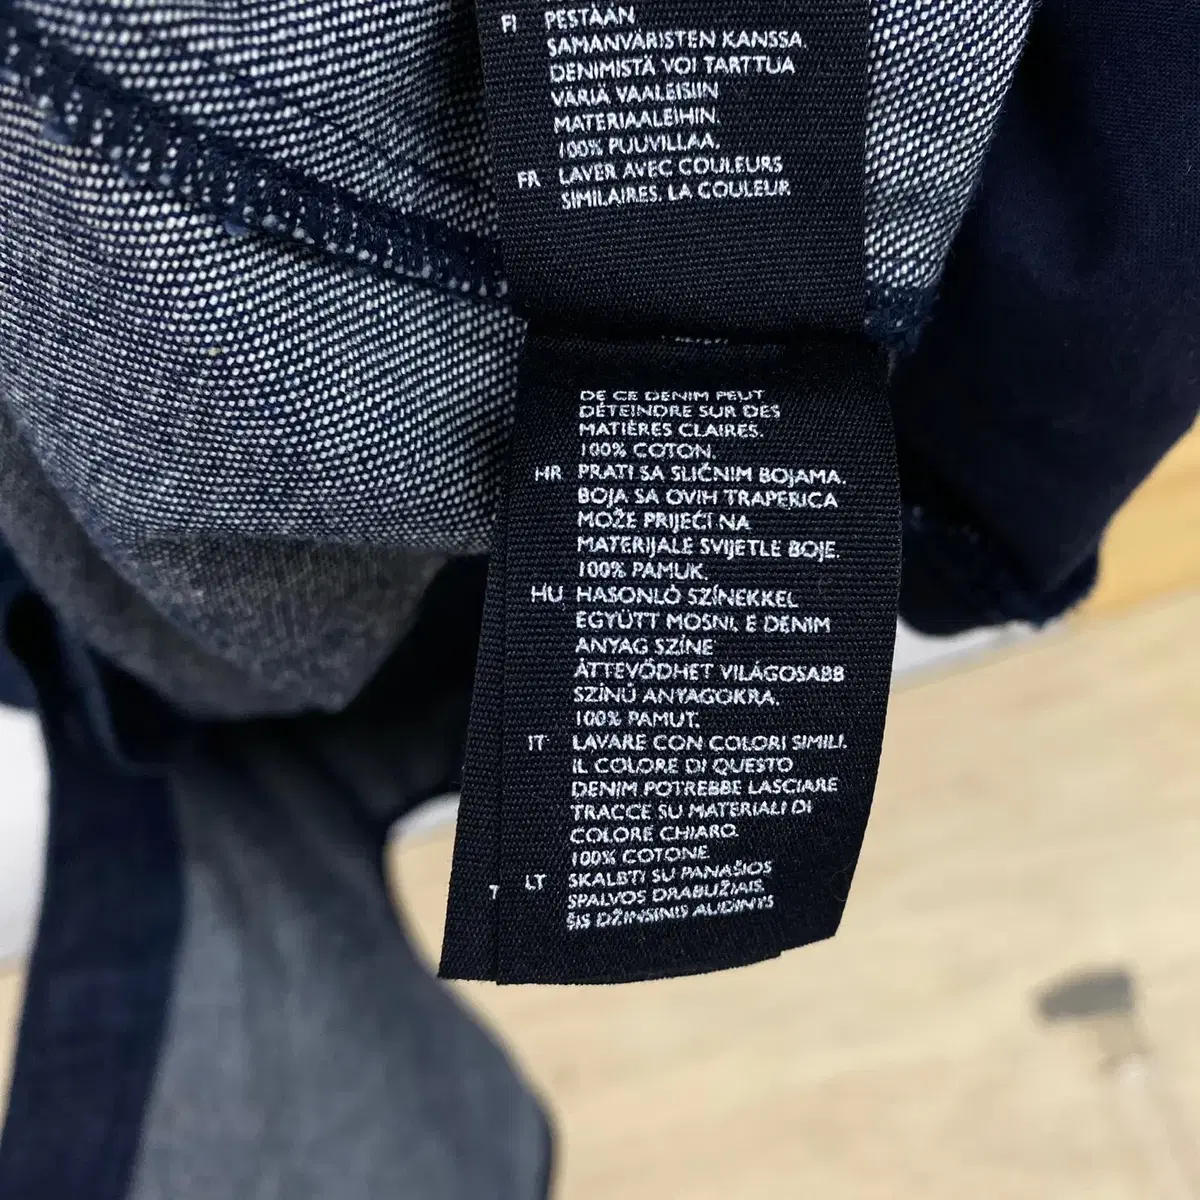 FI PESTÄÄN
SAMANVÄRISTEN KANSSA.
DENIMISTÄ VOI TARTTUA
VÄRIÄ VAALEISIIN
MATERIAALEIHIN.
100% PUUVILLAA.
FR LAVER AVEC COULEURS
SIMILAIRES. LA COULEUR
DE CE DENIM PEUT
DÉTEINDRE SUR DES
MATIÈRES CLAIRES.
100% COTON.
HR PRATI SA SLIČNIM BOJAMA.
BOJA SA OVIH TRAPERICA
MOŽE PRIJEĆI NA
MATERIJALE SVIJETLE BOJE.
100% PAMUK.
HU HASONLÓ SZÍNEKKEL
EGYÜTT MOSNI. E DENIM
ANYAG SZÍNE
ÁTTEVŐDHET VILÁGOSABB
SZÍNŰ ANYAGOKRA.
100% PAMUT.
IT LAVARE CON COLORI SIMILI.
IL COLORE DI QUESTO
DENIM POTREBBE LASCIARE
TRACCE SU MATERIALI DI
COLORE CHIARO.
100% COTONE
LT SKALBTI SU PANAŠIOS
SPALVOS DRABUŽIAIS.
ŠIS DŽINSINIS AUDINYS